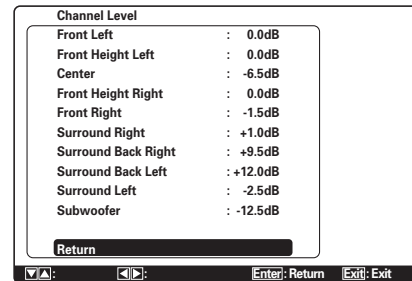 Channel Level
Front Left : 0.0dB
Front Height Left : 0.0dB
Center : -6.5dB
Front Height Right : 0.0dB
Front Right : -1.5dB
Surround Right : +1.0dB
Surround Back Right : +9.5dB
Surround Back Left : +12.0dB
Surround Left : -2.5dB
Subwoofer : -12.5dB
Return
▼▲: ◀▶: Enter: Return Exit: Exit